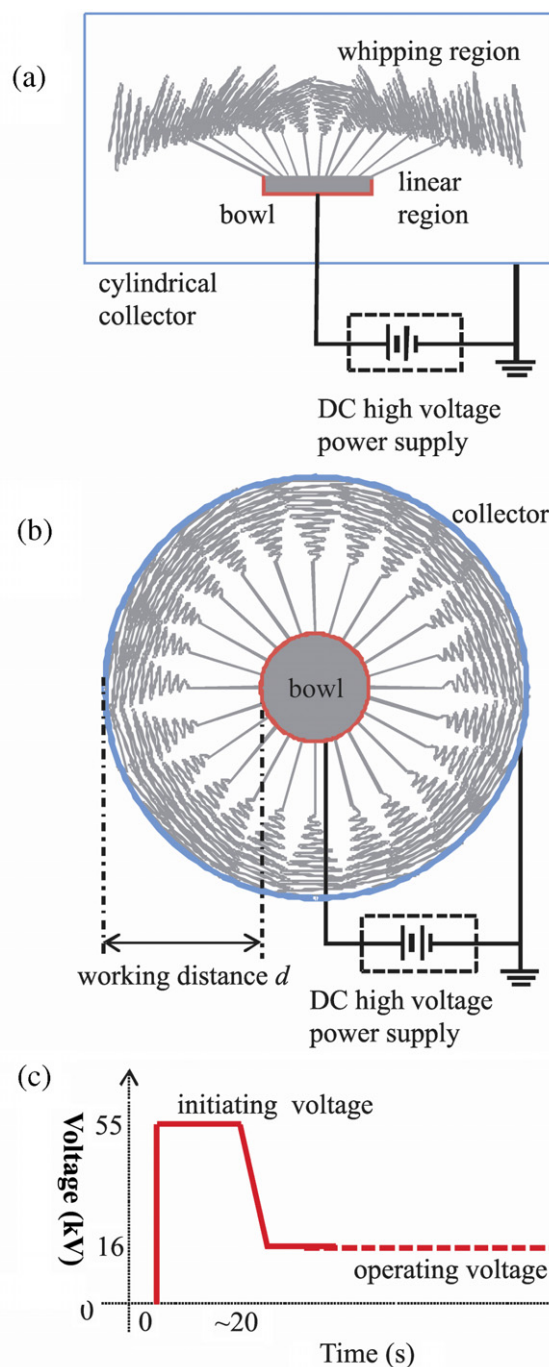 (a)
whipping region
bowl
linear
region
cylindrical
collector
DC high voltage
power supply
(b)
collector
bowl
working distance d
DC high voltage
power supply
(c)
Voltage (kV)
55
initiating voltage
16
operating voltage
0
0
~20
Time (s)